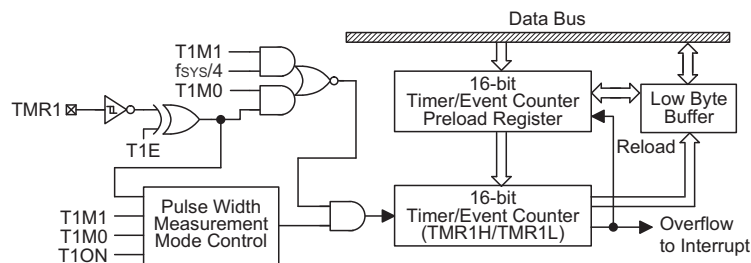 Data Bus
T1M1
fSYS/4
T1M0
TMR1
T1E
16-bit
Timer/Event Counter
Preload Register
Low Byte
Buffer
Reload
T1M1
T1M0
T1ON
Pulse Width
Measurement
Mode Control
16-bit
Timer/Event Counter
(TMR1H/TMR1L)
Overflow
to Interrupt